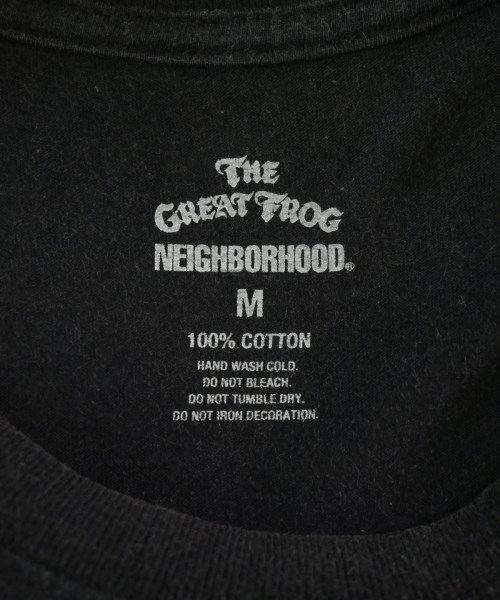 THE
GREAT FROG
NEIGHBORHOOD®
M
100% COTTON
HAND WASH COLD.
DO NOT BLEACH.
DO NOT TUMBLE DRY.
DO NOT IRON DECORATION.